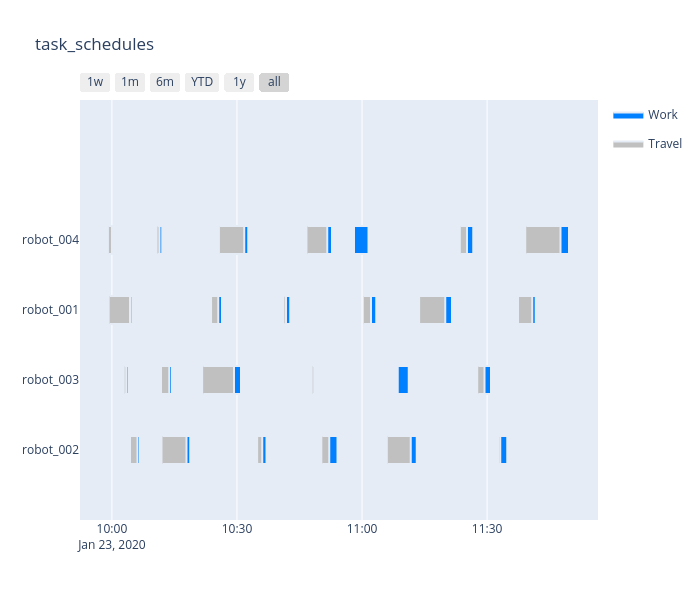 task_schedules
1w 1m 6m YTD 1y all
Work
Travel
robot_004
robot_001
robot_003
robot_002
10:00 10:30 11:00 11:30
Jan 23, 2020